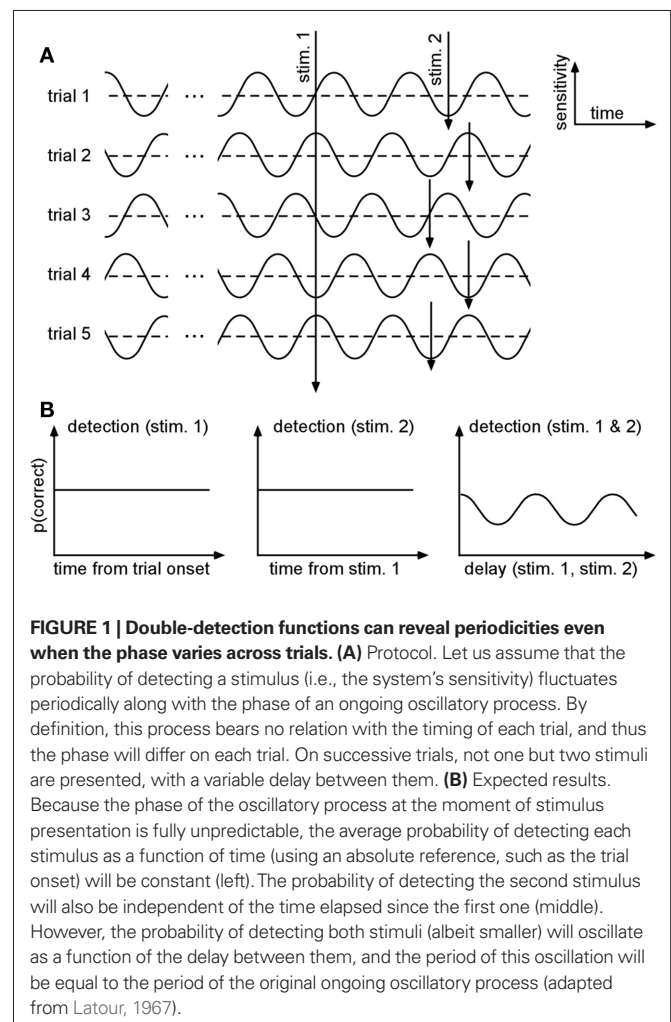 A
stim. 1
stim. 2
sensitivity
time
trial 1
...
trial 2
...
trial 3
...
trial 4
...
trial 5
...
B
detection (stim. 1)
detection (stim. 2)
detection (stim. 1 & 2)
p(correct)
time from trial onset
time from stim. 1
delay (stim. 1, stim. 2)
FIGURE 1 | Double-detection functions can reveal periodicities even
when the phase varies across trials. (A) Protocol. Let us assume that the
probability of detecting a stimulus (i.e., the system's sensitivity) fluctuates
periodically along with the phase of an ongoing oscillatory process. By
definition, this process bears no relation with the timing of each trial, and thus
the phase will differ on each trial. On successive trials, not one but two stimuli
are presented, with a variable delay between them. (B) Expected results.
Because the phase of the oscillatory process at the moment of stimulus
presentation is fully unpredictable, the average probability of detecting each
stimulus as a function of time (using an absolute reference, such as the trial
onset) will be constant (left). The probability of detecting the second stimulus
will also be independent of the time elapsed since the first one (middle).
However, the probability of detecting both stimuli (albeit smaller) will oscillate
as a function of the delay between them, and the period of this oscillation will
be equal to the period of the original ongoing oscillatory process (adapted
from Latour, 1967).